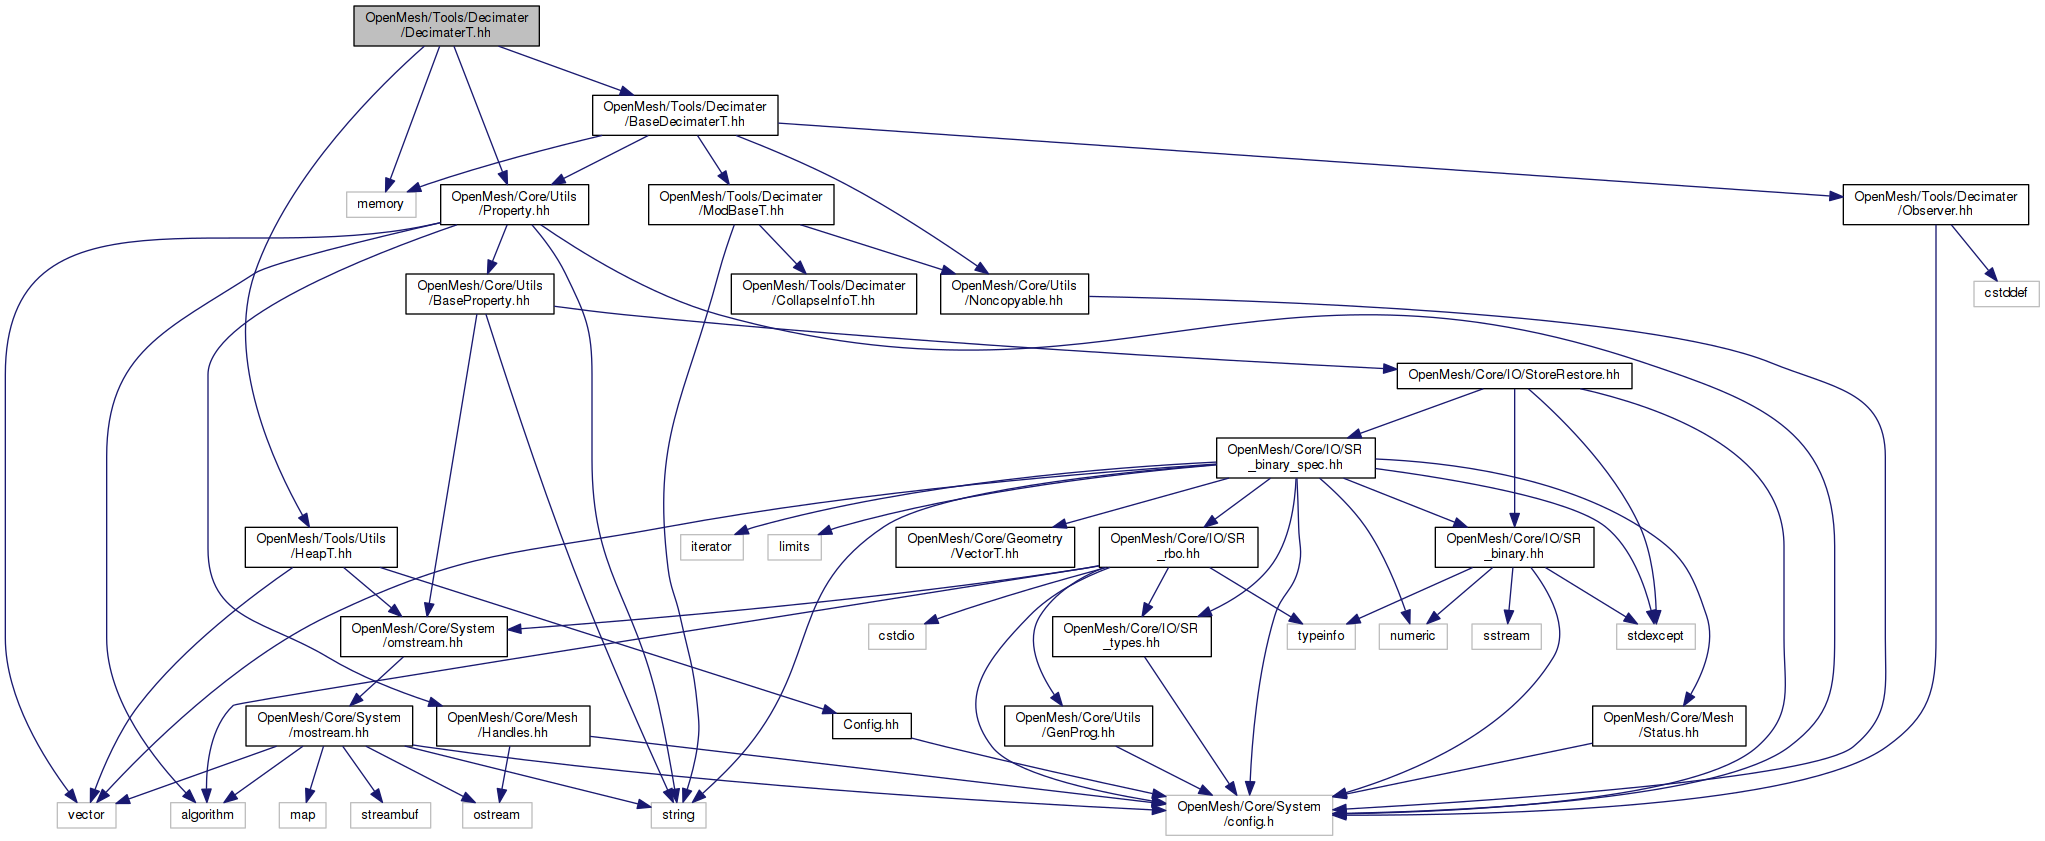 OpenMesh/Tools/Decimater
/DecimaterT.hh
OpenMesh/Tools/Decimater
/BaseDecimaterT.hh
memory
OpenMesh/Core/Utils
/Property.hh
OpenMesh/Tools/Decimater
/ModBaseT.hh
OpenMesh/Tools/Decimater
/Observer.hh
OpenMesh/Core/Utils
/BaseProperty.hh
OpenMesh/Tools/Decimater
/CollapseInfoT.hh
OpenMesh/Core/Utils
/Noncopyable.hh
cstddef
OpenMesh/Core/IO/StoreRestore.hh
OpenMesh/Core/IO/SR
_binary_spec.hh
OpenMesh/Tools/Utils
/HeapT.hh
iterator
limits
OpenMesh/Core/Geometry
/VectorT.hh
OpenMesh/Core/IO/SR
_rbo.hh
OpenMesh/Core/IO/SR
_binary.hh
OpenMesh/Core/System
/omstream.hh
cstdio
OpenMesh/Core/IO/SR
_types.hh
typeinfo
numeric
sstream
stdexcept
OpenMesh/Core/System
/mostream.hh
OpenMesh/Core/Mesh
/Handles.hh
Config.hh
OpenMesh/Core/Utils
/GenProg.hh
OpenMesh/Core/Mesh
/Status.hh
vector
algorithm
map
streambuf
ostream
string
OpenMesh/Core/System
/config.h